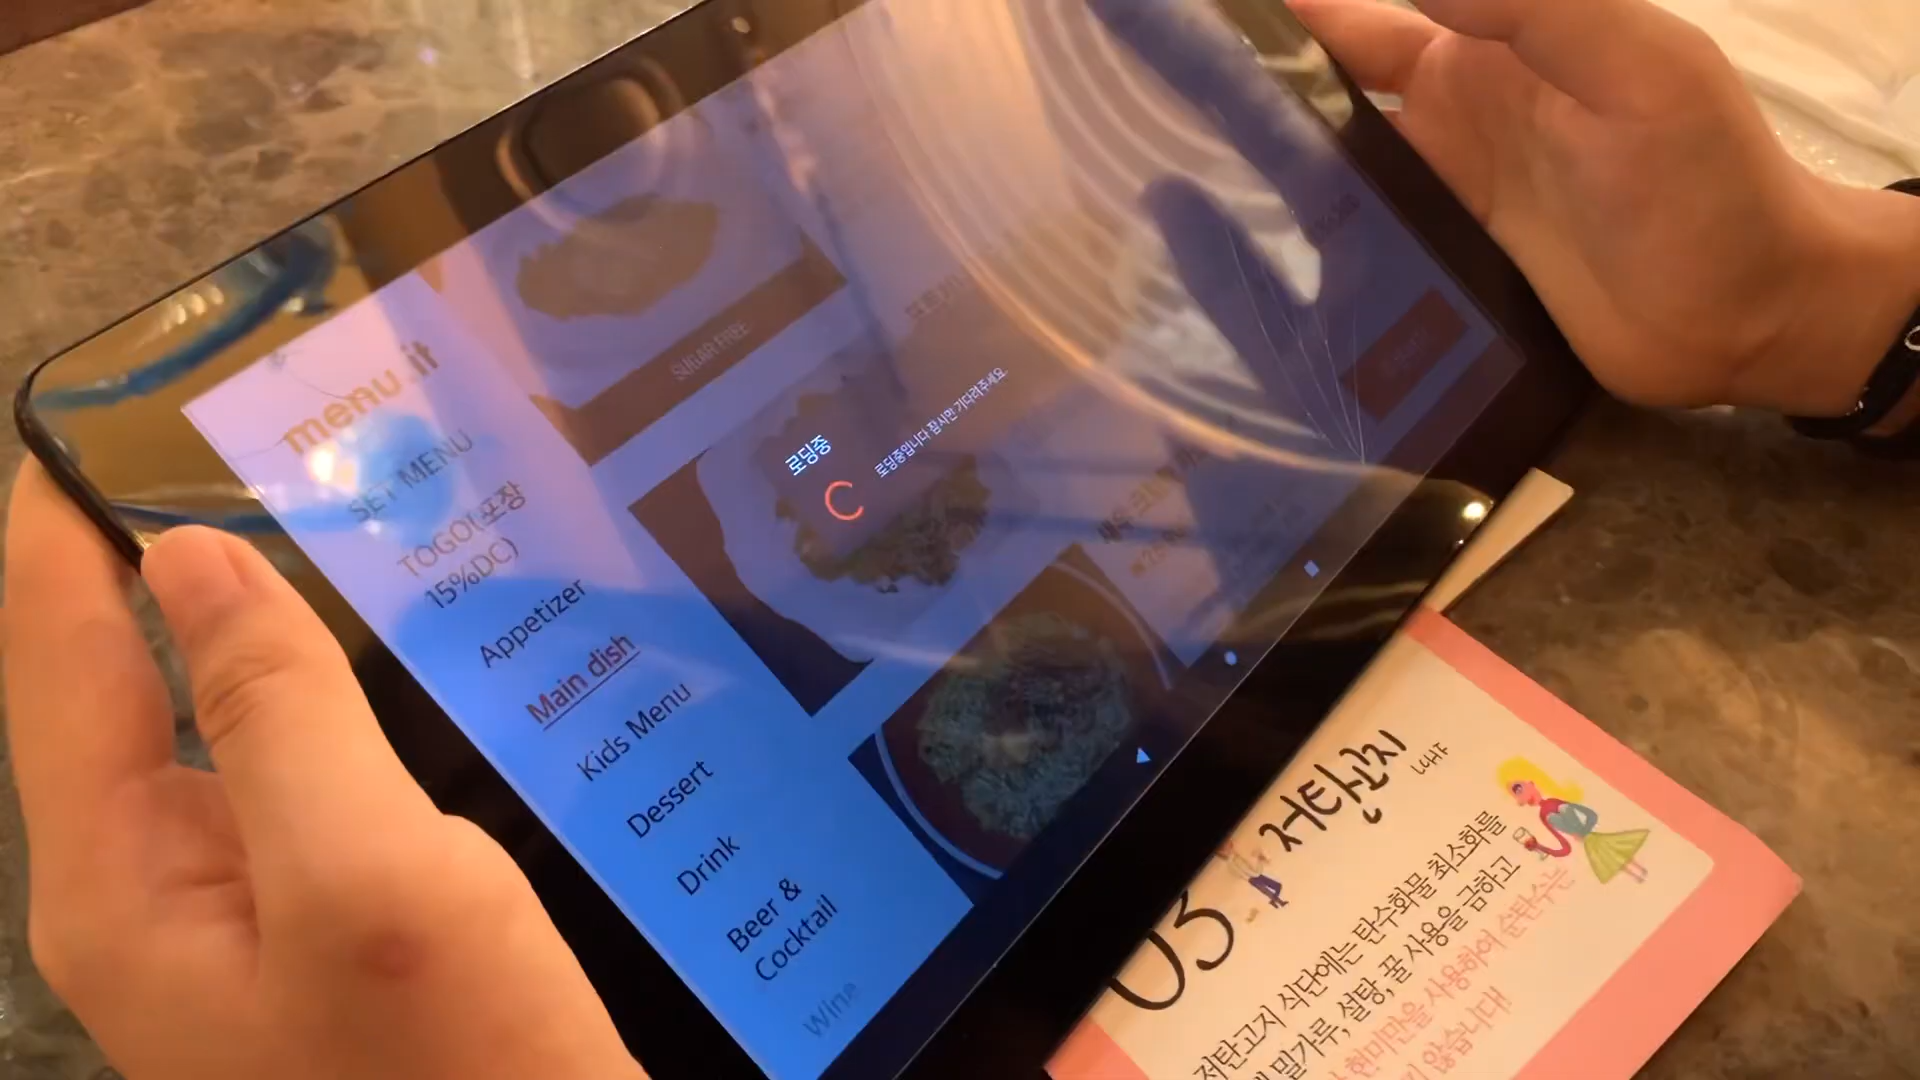 menu.it
SET MENU
TOGO(포장
15%DC)
Appetizer
Main dish
Kids Menu
Dessert
Drink
Beer &
Cocktail
Wine
SUGAR FREE
로딩중
로딩중입니다 잠시만 기다려주세요.
03 저탄고지
LCHF
저탄고지 식단에는 탄수화물 최소화를
밀가루, 설탕, 꿀 사용을 금하고
현미만을 사용하여 순탄수는
않습니다!